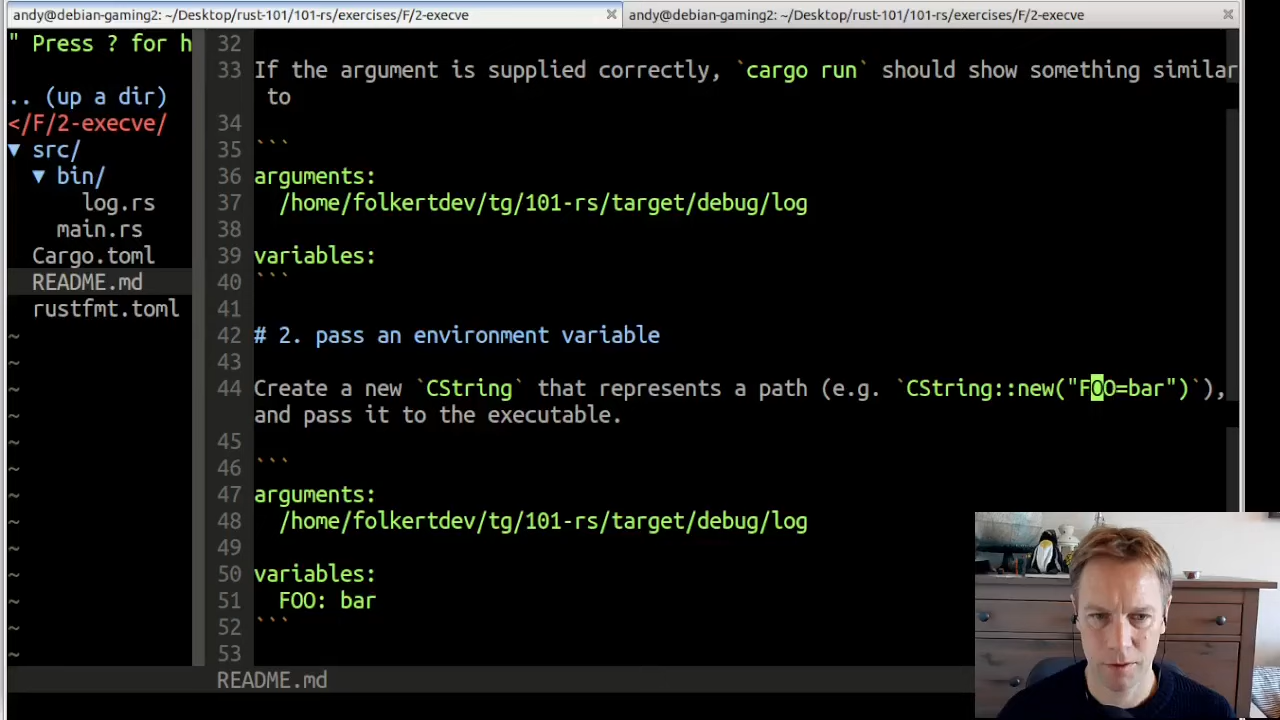 andy@debian-gaming2: ~/Desktop/rust-101/101-rs/exercises/F/2-execve
andy@debian-gaming2: ~/Desktop/rust-101/101-rs/exercises/F/2-execve
" Press ? for h
.. (up a dir)
</F/2-execve/
▼ src/
▼ bin/
log.rs
main.rs
Cargo.toml
README.md
rustfmt.toml
~
~
~
~
~
~
~
~
~
~
~
~
~
32
33 If the argument is supplied correctly, `cargo run` should show something similar
to
34
35 ```
36 arguments:
37 /home/folkertdev/tg/101-rs/target/debug/log
38
39 variables:
40 ```
41
42 # 2. pass an environment variable
43
44 Create a new `CString` that represents a path (e.g. `CString::new("FOO=bar")`),
and pass it to the executable.
45
46 ```
47 arguments:
48 /home/folkertdev/tg/101-rs/target/debug/log
49
50 variables:
51 FOO: bar
52 ```
53
README.md